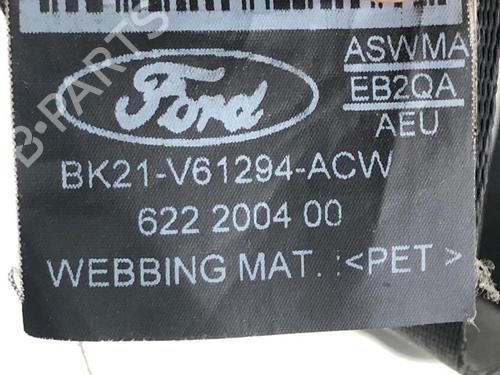 ASWMA
EB2QA
AEU
Ford
BK21-V61294-ACW
622 2004 00
WEBBING MAT. :<PET>
B-PARTS